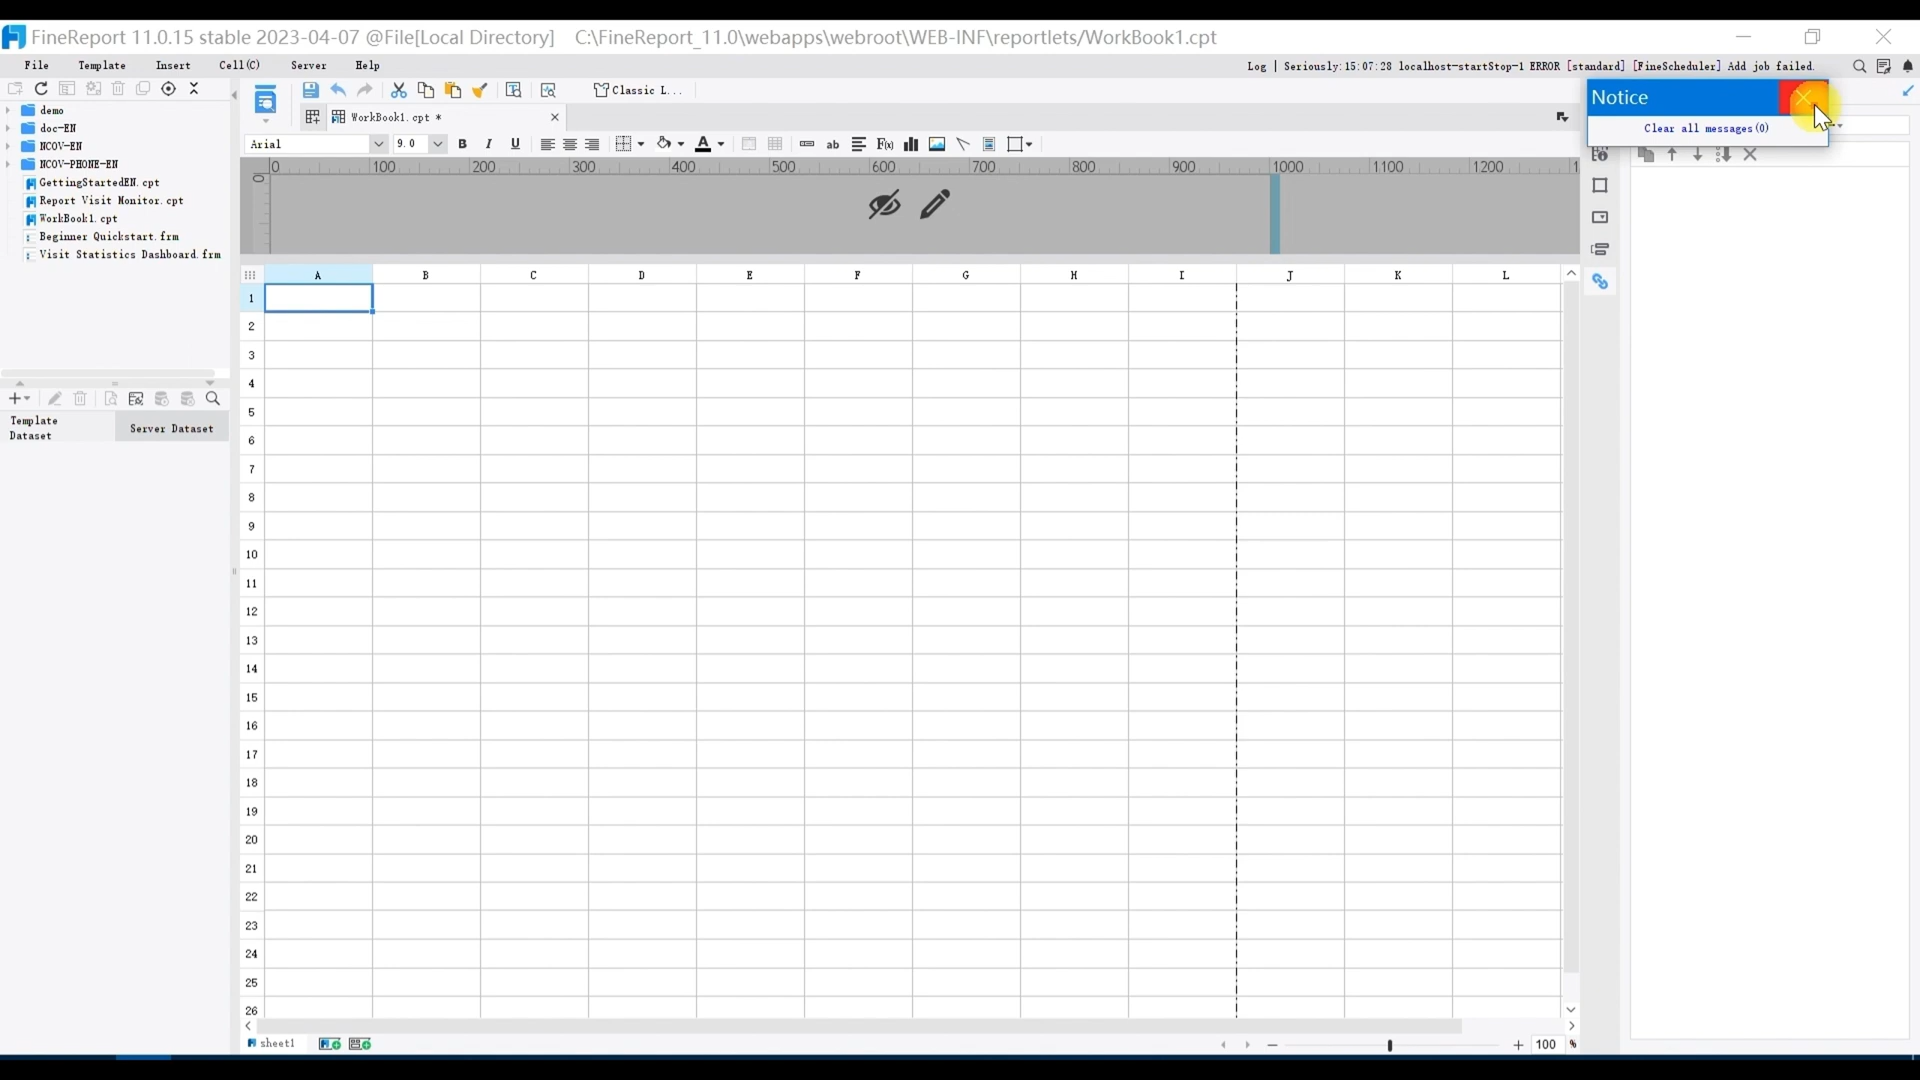 FineReport 11.0.15 stable 2023-04-07 @File[Local Directory] C:\FineReport_11.0\webapps\webroot\WEB-INF\reportlets/WorkBook1.cpt
File Template Insert Cell(C) Server Help
Log | Seriously:15:07:28 localhost-startStop-1 ERROR [standard] [FineScheduler] Add job failed.
Classic L...
Notice
Clear all messages(0)
demo
doc-EN
NCOV-EN
NCOV-PHONE-EN
GettingStartedEN.cpt
Report Visit Monitor.cpt
WorkBook1.cpt
Beginner Quickstart.frm
Visit Statistics Dashboard.frm
WorkBook1.cpt *
Arial 9.0 B I U ab F(x)
0 100 200 300 400 500 600 700 800 900 1000 1100 1200
0
A B C D E F G H I J K L
1
2
3
4
5
6
7
8
9
10
11
12
13
14
15
16
17
18
19
20
21
22
23
24
25
26
Template
Dataset
Server Dataset
sheet1
100 %